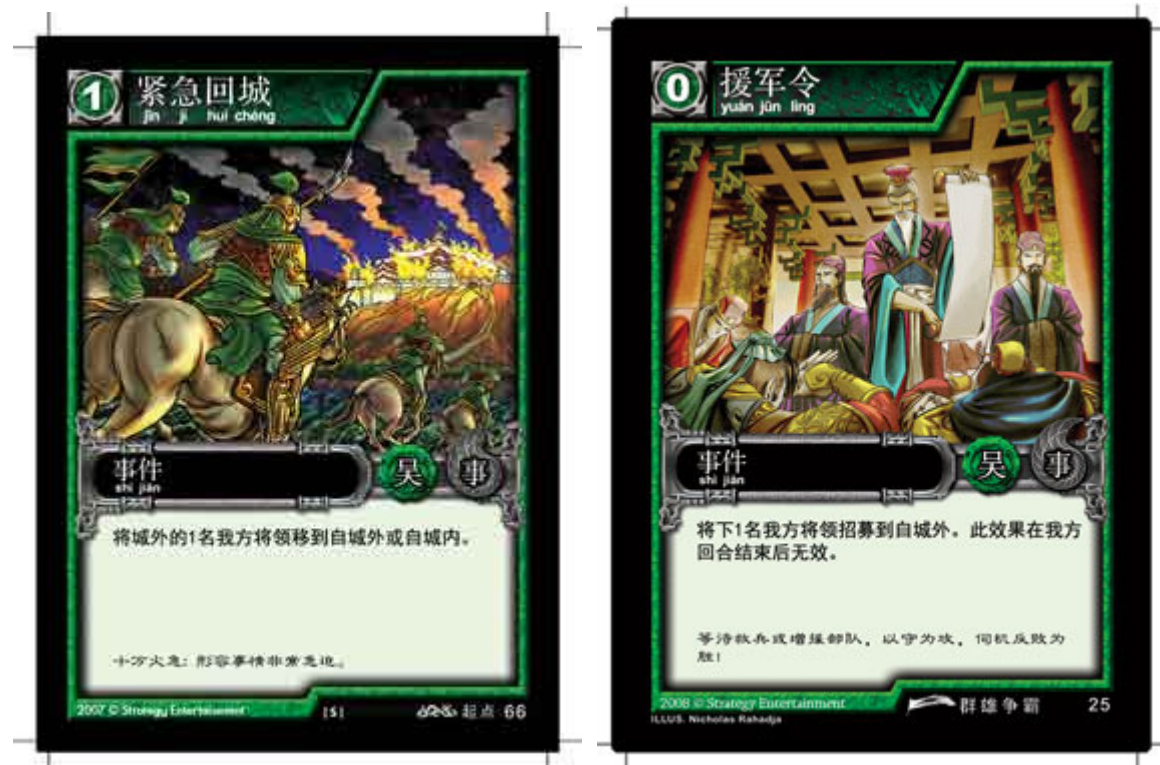 1
紧急回城
jǐn jí huí chéng
事件
shì jiàn
吴
事
将城外的1名我方将领移到自城外或自城内。
十万火急：形容事情非常急迫。
2007 © Strategy Entertainment
[S]
起点 66
0
援军令
yuán jūn lìng
事件
shì jiàn
吴
事
将下1名我方将领招募到自城外。此效果在我方
回合结束后无效。
等待救兵或增援部队，以守为攻，伺机反败为
胜！
2008 © Strategy Entertainment
ILLUS. Nicholas Rahadja
群雄争霸
25